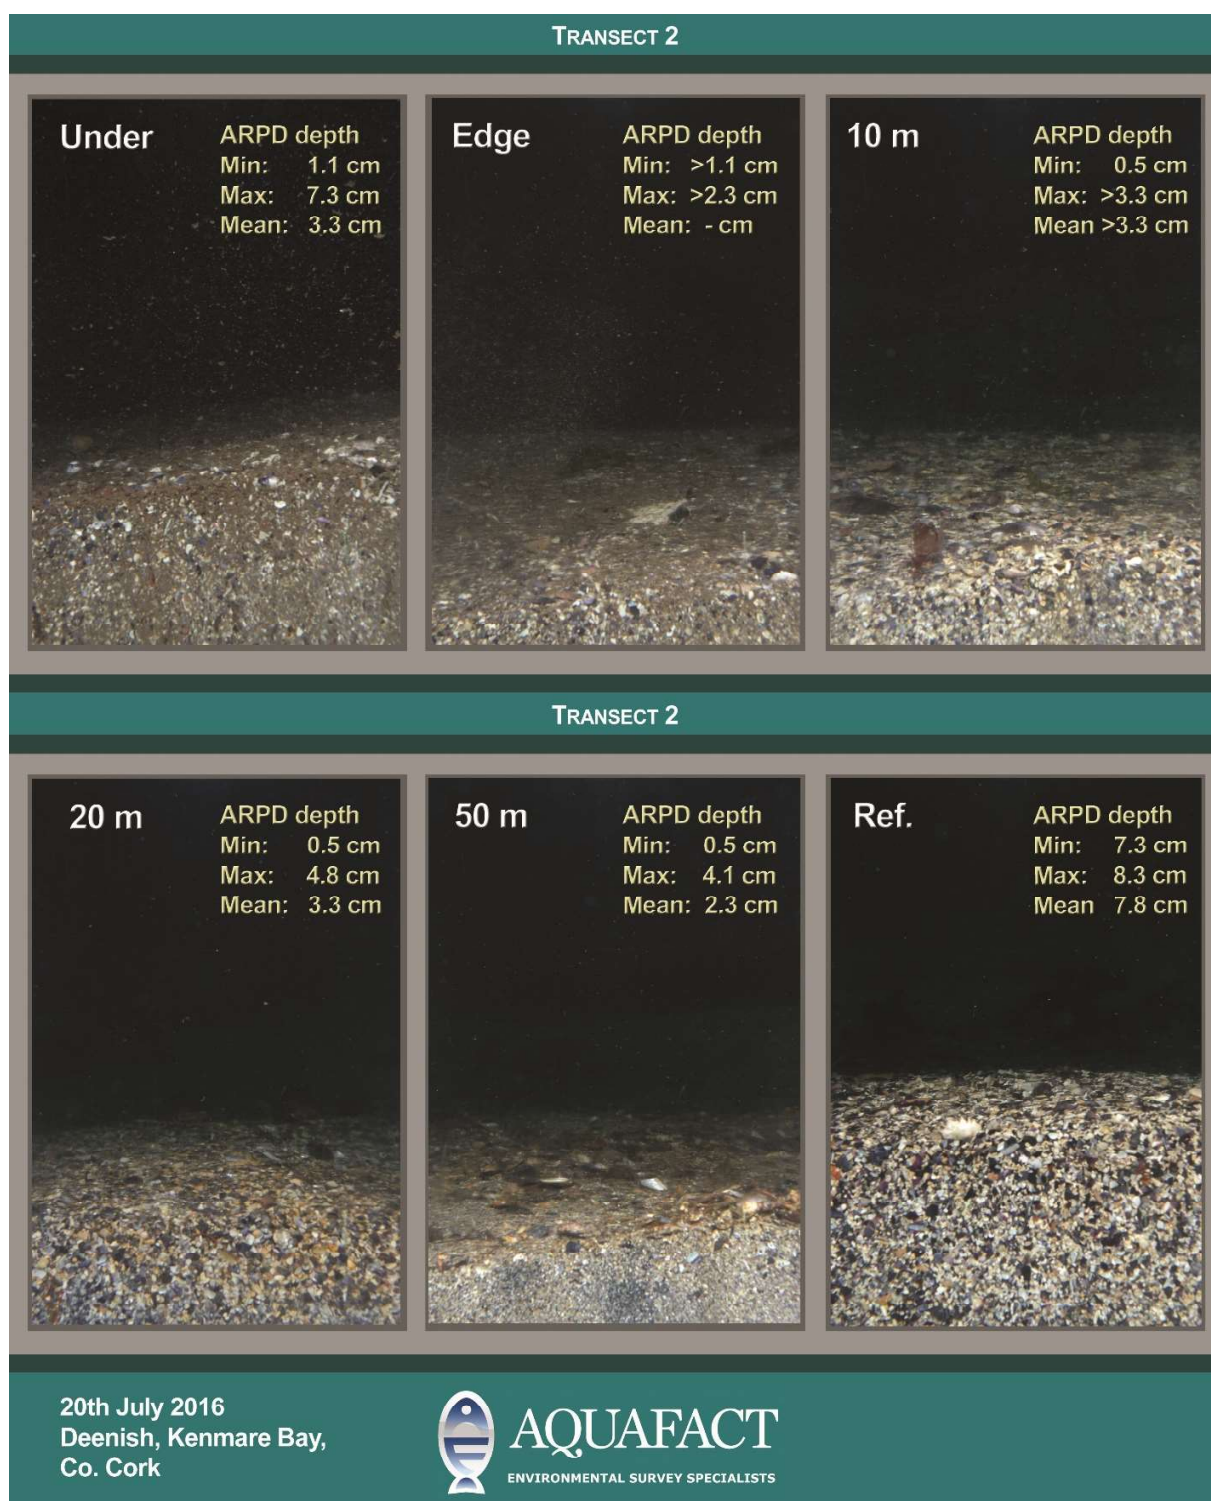 TRANSECT 2
Under
ARPD depth
Min: 1.1 cm
Max: 7.3 cm
Mean: 3.3 cm
Edge
ARPD depth
Min: >1.1 cm
Max: >2.3 cm
Mean: - cm
10 m
ARPD depth
Min: 0.5 cm
Max: >3.3 cm
Mean >3.3 cm
TRANSECT 2
20 m
ARPD depth
Min: 0.5 cm
Max: 4.8 cm
Mean: 3.3 cm
50 m
ARPD depth
Min: 0.5 cm
Max: 4.1 cm
Mean: 2.3 cm
Ref.
ARPD depth
Min: 7.3 cm
Max: 8.3 cm
Mean 7.8 cm
20th July 2016
Deenish, Kenmare Bay,
Co. Cork
AQUAFACT
ENVIRONMENTAL SURVEY SPECIALISTS